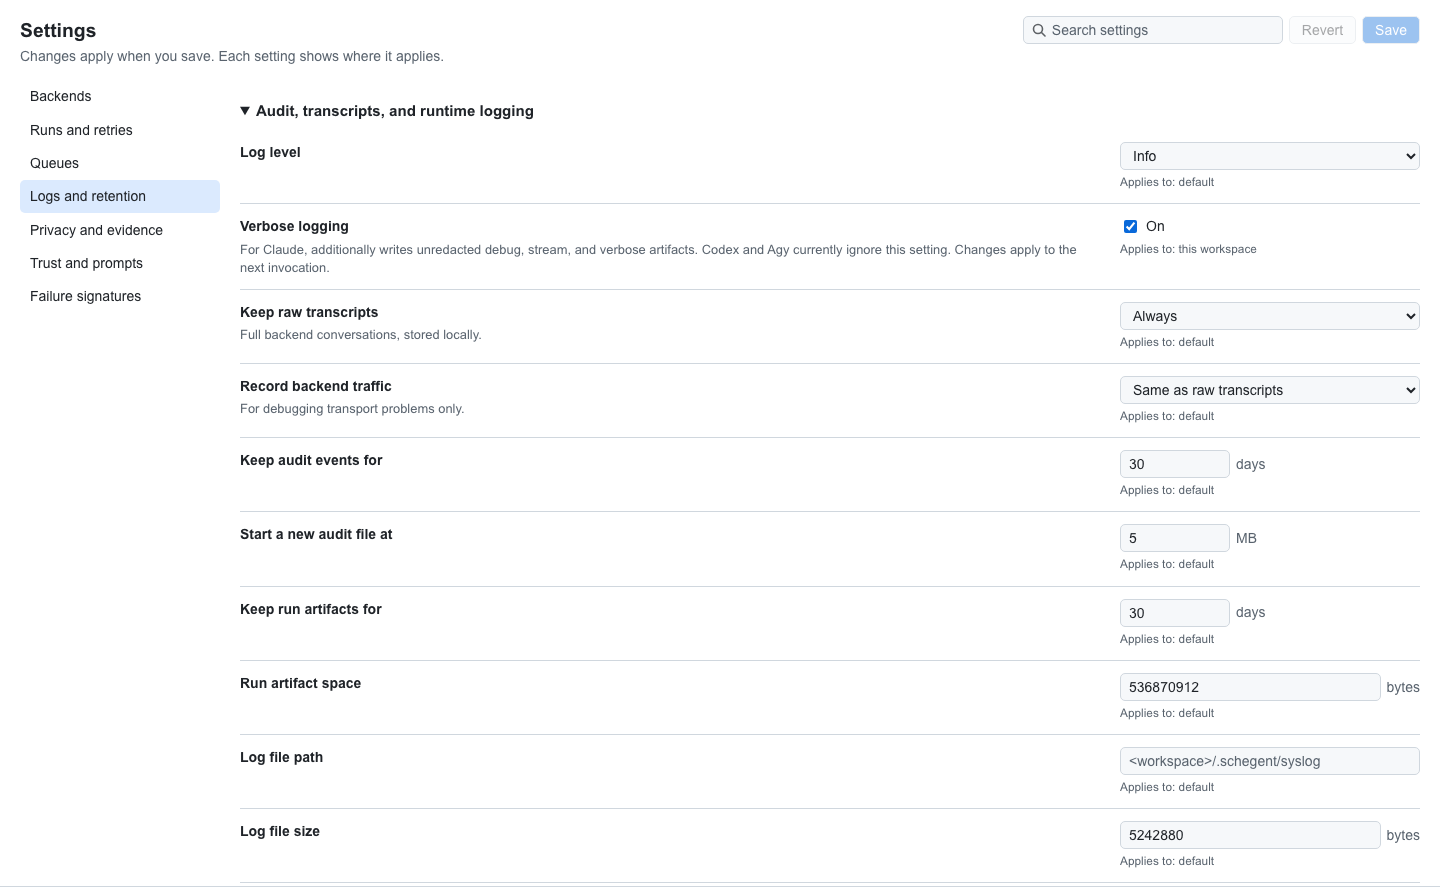 Settings
Changes apply when you save. Each setting shows where it applies.
Search settings
Revert
Save
Backends
Runs and retries
Queues
Logs and retention
Privacy and evidence
Trust and prompts
Failure signatures
Audit, transcripts, and runtime logging
Log level
Info
Applies to: default
Verbose logging
For Claude, additionally writes unredacted debug, stream, and verbose artifacts. Codex and Agy currently ignore this setting. Changes apply to the
next invocation.
On
Applies to: this workspace
Keep raw transcripts
Full backend conversations, stored locally.
Always
Applies to: default
Record backend traffic
For debugging transport problems only.
Same as raw transcripts
Applies to: default
Keep audit events for
30 days
Applies to: default
Start a new audit file at
5 MB
Applies to: default
Keep run artifacts for
30 days
Applies to: default
Run artifact space
536870912 bytes
Applies to: default
Log file path
<workspace>/.schegent/syslog
Applies to: default
Log file size
5242880 bytes
Applies to: default